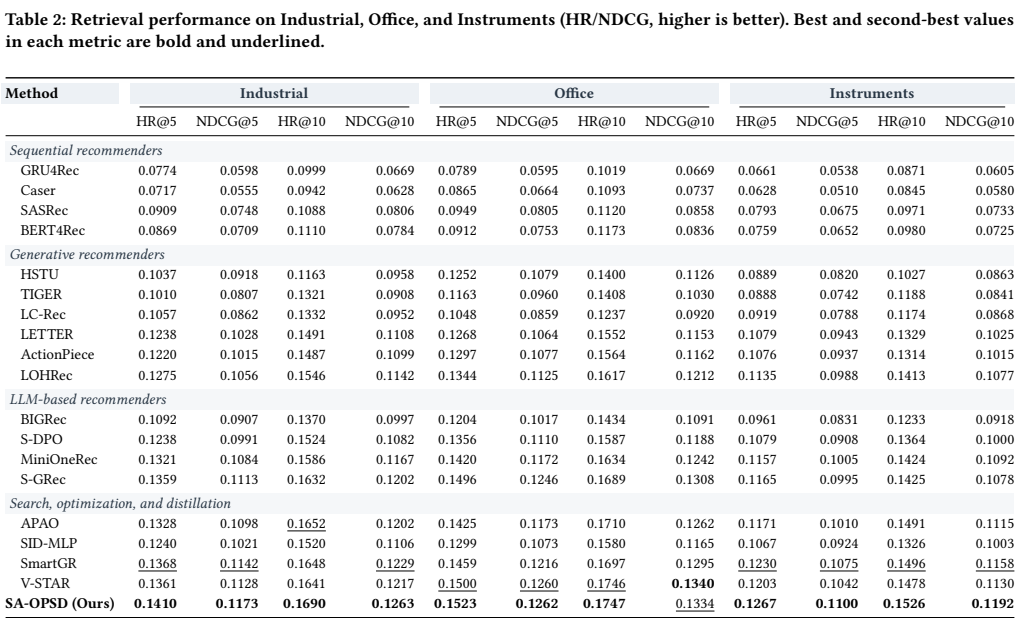 Table 2: Retrieval performance on Industrial, Office, and Instruments (HR/NDCG, higher is better). Best and second-best values
in each metric are bold and underlined.
Method Industrial Office Instruments
HR@5 NDCG@5 HR@10 NDCG@10 HR@5 NDCG@5 HR@10 NDCG@10 HR@5 NDCG@5 HR@10 NDCG@10
Sequential recommenders
GRU4Rec 0.0774 0.0598 0.0999 0.0669 0.0789 0.0595 0.1019 0.0669 0.0661 0.0538 0.0871 0.0605
Caser 0.0717 0.0555 0.0942 0.0628 0.0865 0.0664 0.1093 0.0737 0.0628 0.0510 0.0845 0.0580
SASRec 0.0909 0.0748 0.1088 0.0806 0.0949 0.0805 0.1120 0.0858 0.0793 0.0675 0.0971 0.0733
BERT4Rec 0.0869 0.0709 0.1110 0.0784 0.0912 0.0753 0.1173 0.0836 0.0759 0.0652 0.0980 0.0725
Generative recommenders
HSTU 0.1037 0.0918 0.1163 0.0958 0.1252 0.1079 0.1400 0.1126 0.0889 0.0820 0.1027 0.0863
TIGER 0.1010 0.0807 0.1321 0.0908 0.1163 0.0960 0.1408 0.1030 0.0888 0.0742 0.1188 0.0841
LC-Rec 0.1057 0.0862 0.1332 0.0952 0.1048 0.0859 0.1237 0.0920 0.0919 0.0788 0.1174 0.0868
LETTER 0.1238 0.1028 0.1491 0.1108 0.1268 0.1064 0.1552 0.1153 0.1079 0.0943 0.1329 0.1025
ActionPiece 0.1220 0.1015 0.1487 0.1099 0.1297 0.1077 0.1564 0.1162 0.1076 0.0937 0.1314 0.1015
LOHRec 0.1275 0.1056 0.1546 0.1142 0.1344 0.1125 0.1617 0.1212 0.1135 0.0988 0.1413 0.1077
LLM-based recommenders
BIGRec 0.1092 0.0907 0.1370 0.0997 0.1204 0.1017 0.1434 0.1091 0.0961 0.0831 0.1233 0.0918
S-DPO 0.1238 0.0991 0.1524 0.1082 0.1356 0.1110 0.1587 0.1188 0.1079 0.0908 0.1364 0.1000
MiniOneRec 0.1321 0.1084 0.1586 0.1167 0.1420 0.1172 0.1634 0.1242 0.1157 0.1005 0.1424 0.1092
S-GRec 0.1359 0.1113 0.1632 0.1202 0.1496 0.1246 0.1689 0.1308 0.1165 0.0995 0.1425 0.1078
Search, optimization, and distillation
APAO 0.1328 0.1098 0.1652 0.1202 0.1425 0.1173 0.1710 0.1262 0.1171 0.1010 0.1491 0.1115
SID-MLP 0.1240 0.1021 0.1520 0.1106 0.1299 0.1073 0.1580 0.1165 0.1067 0.0924 0.1326 0.1003
SmartGR 0.1368 0.1142 0.1648 0.1229 0.1459 0.1216 0.1697 0.1295 0.1230 0.1075 0.1496 0.1158
V-STAR 0.1361 0.1128 0.1641 0.1217 0.1500 0.1260 0.1746 0.1340 0.1203 0.1042 0.1478 0.1130
SA-OPSD (Ours) 0.1410 0.1173 0.1690 0.1263 0.1523 0.1262 0.1747 0.1334 0.1267 0.1100 0.1526 0.1192